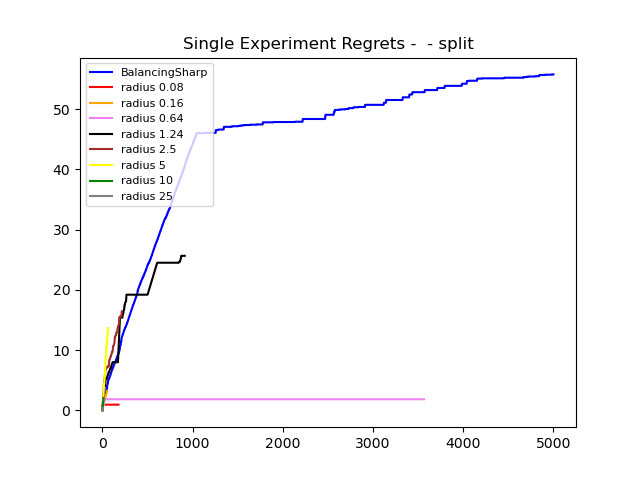 Single Experiment Regrets -  - split
BalancingSharp
radius 0.08
radius 0.16
radius 0.64
radius 1.24
radius 2.5
radius 5
radius 10
radius 25
50
40
30
20
10
0
0 1000 2000 3000 4000 5000